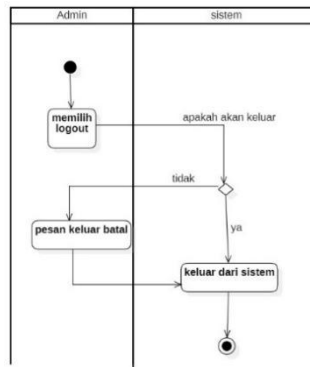 Admin
sistem
memilih
logout
apakah akan keluar
tidak
pesan keluar batal
ya
keluar dari sistem